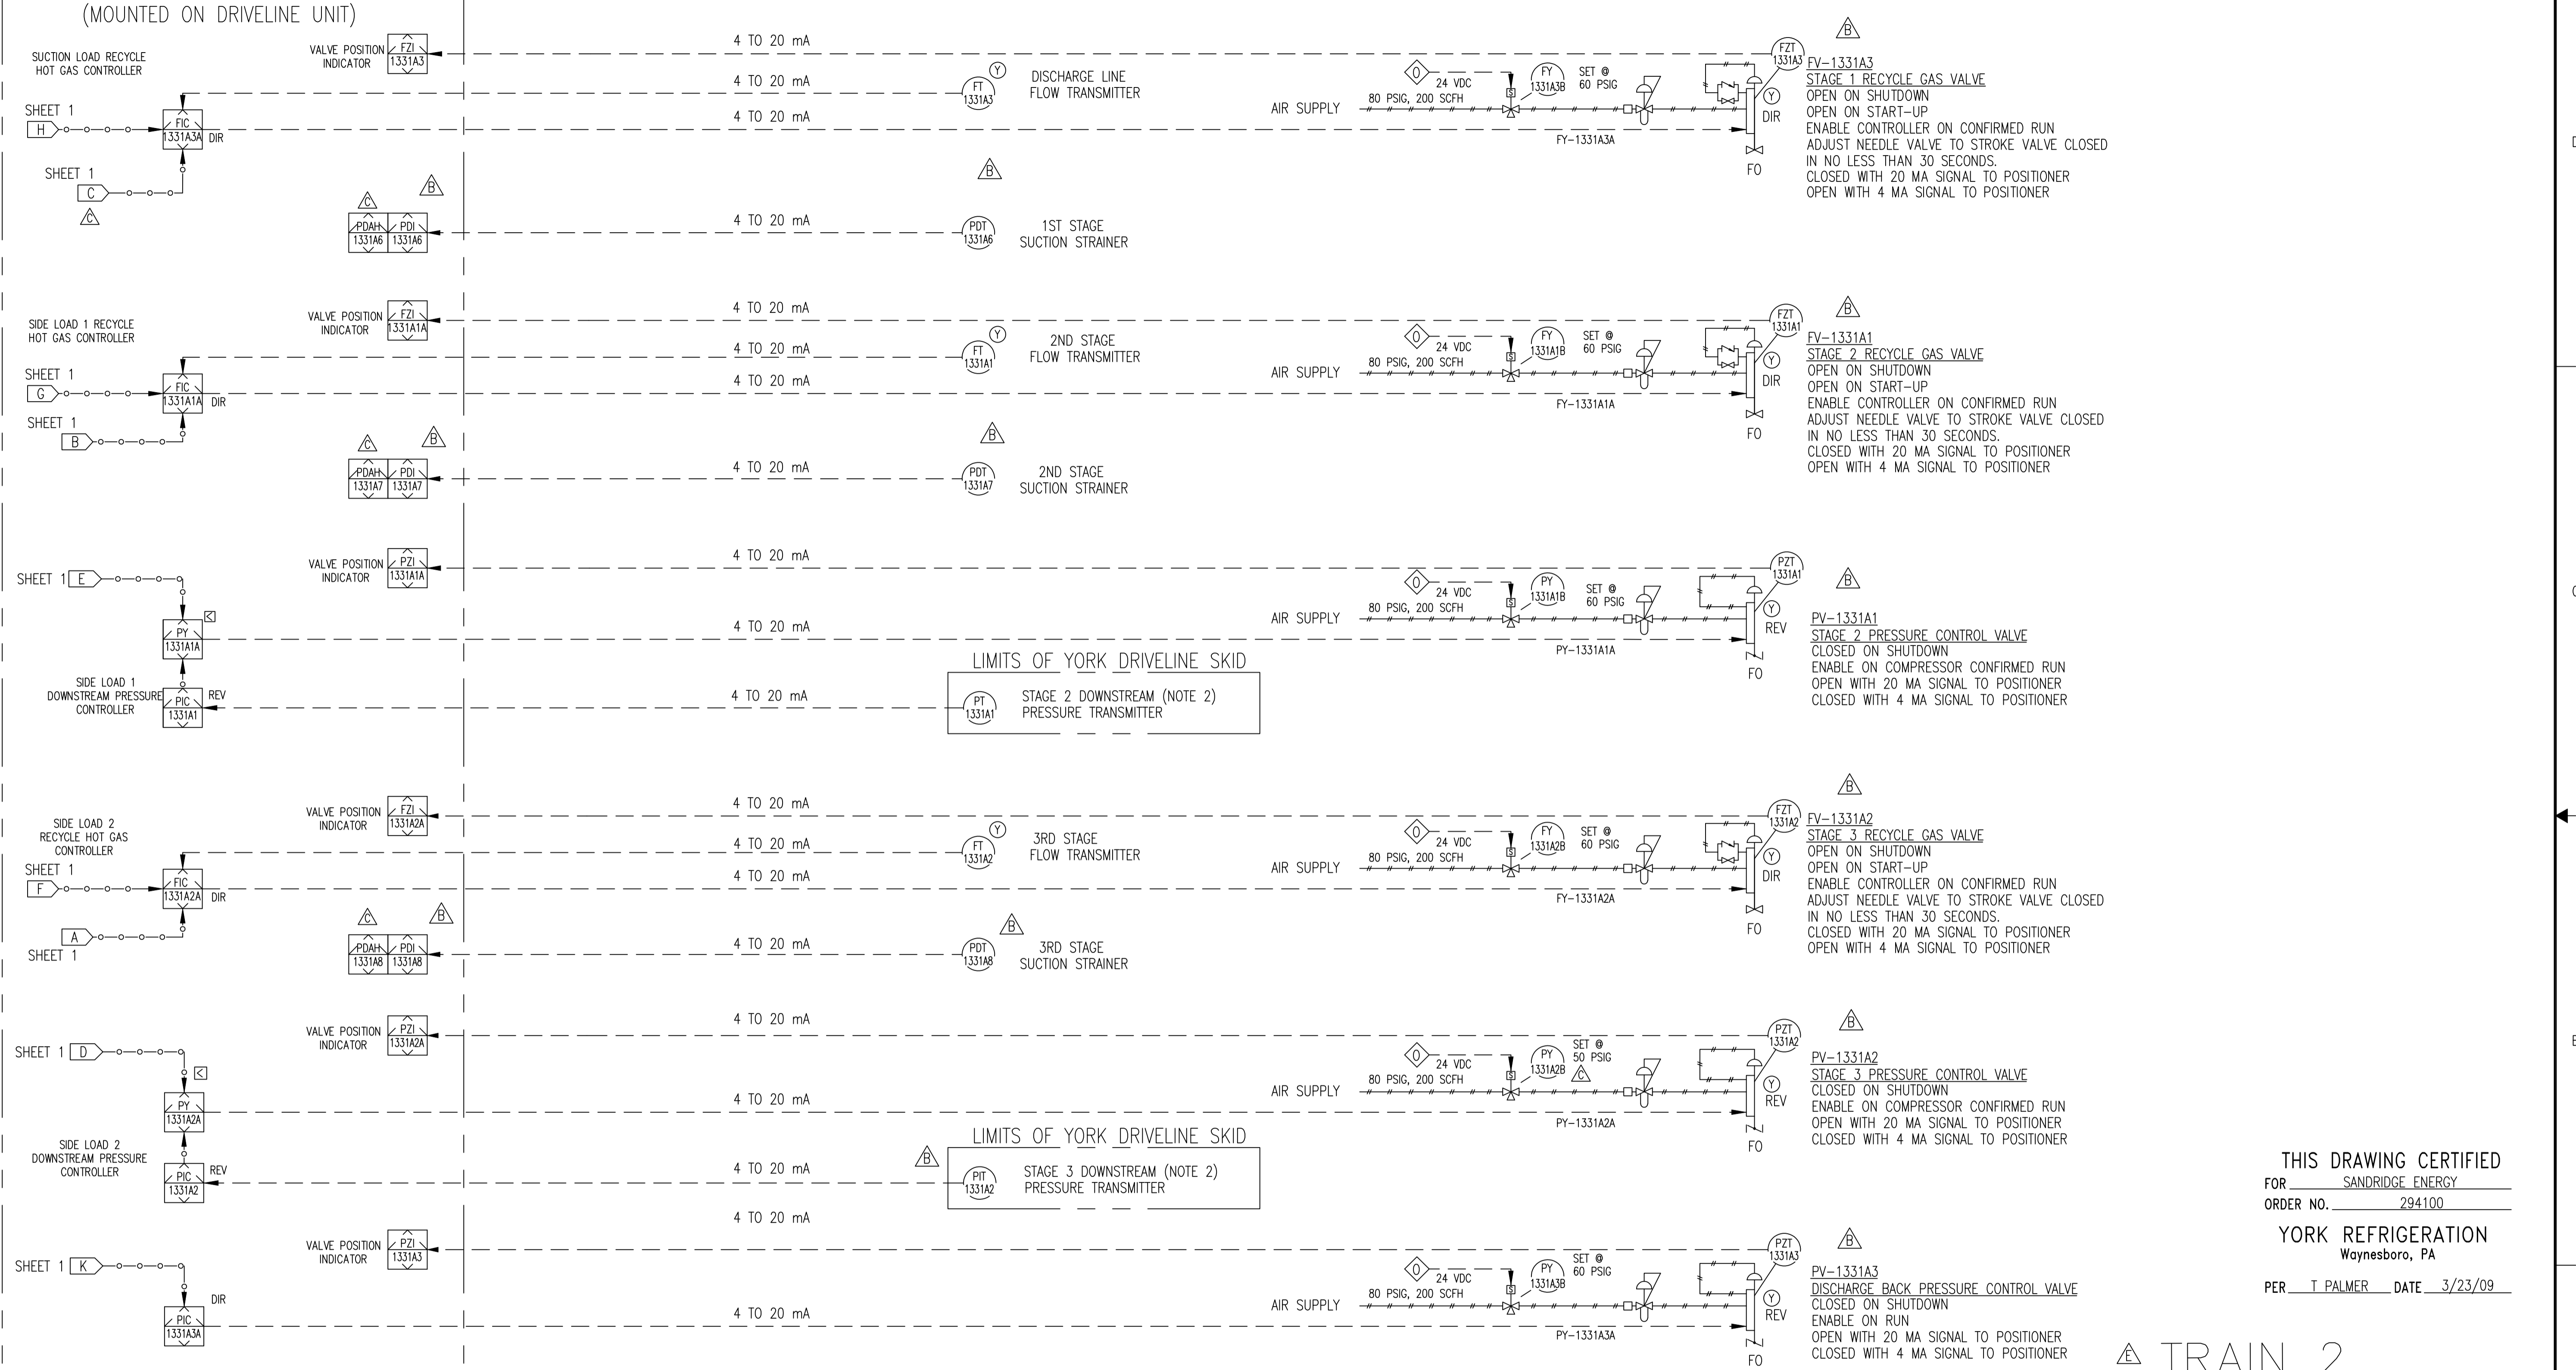 (MOUNTED ON DRIVELINE UNIT)
SUCTION LOAD RECYCLE
HOT GAS CONTROLLER
SHEET 1
H
FIC
1331A3A
DIR
SHEET 1
C
C
VALVE POSITION
INDICATOR
FZI
1331A3
4 TO 20 mA
4 TO 20 mA
4 TO 20 mA
FT
1331A3
Y
DISCHARGE LINE
FLOW TRANSMITTER
AIR SUPPLY
80 PSIG, 200 SCFH
O
24 VDC
S
FY
1331A3B
SET @
60 PSIG
FY-1331A3A
FZT
1331A3
Y
DIR
FO
B
FV-1331A3
STAGE 1 RECYCLE GAS VALVE
OPEN ON SHUTDOWN
OPEN ON START-UP
ENABLE CONTROLLER ON CONFIRMED RUN
ADJUST NEEDLE VALVE TO STROKE VALVE CLOSED
IN NO LESS THAN 30 SECONDS.
CLOSED WITH 20 MA SIGNAL TO POSITIONER
OPEN WITH 4 MA SIGNAL TO POSITIONER
D
C
B
PDAH
1331A6
PDI
1331A6
4 TO 20 mA
B
PDT
1331A6
1ST STAGE
SUCTION STRAINER
SIDE LOAD 1 RECYCLE
HOT GAS CONTROLLER
SHEET 1
G
FIC
1331A1A
DIR
SHEET 1
B
VALVE POSITION
INDICATOR
FZI
1331A1A
4 TO 20 mA
4 TO 20 mA
4 TO 20 mA
FT
1331A1
Y
2ND STAGE
FLOW TRANSMITTER
AIR SUPPLY
80 PSIG, 200 SCFH
O
24 VDC
S
FY
1331A1B
SET @
60 PSIG
FY-1331A1A
FZT
1331A1
Y
DIR
FO
B
FV-1331A1
STAGE 2 RECYCLE GAS VALVE
OPEN ON SHUTDOWN
OPEN ON START-UP
ENABLE CONTROLLER ON CONFIRMED RUN
ADJUST NEEDLE VALVE TO STROKE VALVE CLOSED
IN NO LESS THAN 30 SECONDS.
CLOSED WITH 20 MA SIGNAL TO POSITIONER
OPEN WITH 4 MA SIGNAL TO POSITIONER
C
B
PDAH
1331A7
PDI
1331A7
4 TO 20 mA
B
PDT
1331A7
2ND STAGE
SUCTION STRAINER
SHEET 1
E
<
PY
1331A1A
SIDE LOAD 1
DOWNSTREAM PRESSURE
CONTROLLER
PIC
1331A1
REV
VALVE POSITION
INDICATOR
PZI
1331A1A
4 TO 20 mA
4 TO 20 mA
4 TO 20 mA
LIMITS OF YORK DRIVELINE SKID
PT
1331A1
STAGE 2 DOWNSTREAM (NOTE 2)
PRESSURE TRANSMITTER
AIR SUPPLY
80 PSIG, 200 SCFH
O
24 VDC
S
PY
1331A1B
SET @
60 PSIG
PY-1331A1A
PZT
1331A1
Y
REV
FO
B
PV-1331A1
STAGE 2 PRESSURE CONTROL VALVE
CLOSED ON SHUTDOWN
ENABLE ON COMPRESSOR CONFIRMED RUN
OPEN WITH 20 MA SIGNAL TO POSITIONER
CLOSED WITH 4 MA SIGNAL TO POSITIONER
SIDE LOAD 2
RECYCLE HOT GAS
CONTROLLER
SHEET 1
F
FIC
1331A2A
DIR
A
SHEET 1
VALVE POSITION
INDICATOR
FZI
1331A2A
4 TO 20 mA
4 TO 20 mA
4 TO 20 mA
FT
1331A2
Y
3RD STAGE
FLOW TRANSMITTER
AIR SUPPLY
80 PSIG, 200 SCFH
O
24 VDC
S
FY
1331A2B
SET @
60 PSIG
FY-1331A2A
FZT
1331A2
Y
DIR
FO
B
FV-1331A2
STAGE 3 RECYCLE GAS VALVE
OPEN ON SHUTDOWN
OPEN ON START-UP
ENABLE CONTROLLER ON CONFIRMED RUN
ADJUST NEEDLE VALVE TO STROKE VALVE CLOSED
IN NO LESS THAN 30 SECONDS.
CLOSED WITH 20 MA SIGNAL TO POSITIONER
OPEN WITH 4 MA SIGNAL TO POSITIONER
C
B
PDAH
1331A8
PDI
1331A8
4 TO 20 mA
B
PDT
1331A8
3RD STAGE
SUCTION STRAINER
SHEET 1
D
<
PY
1331A2A
SIDE LOAD 2
DOWNSTREAM PRESSURE
CONTROLLER
PIC
1331A2
REV
VALVE POSITION
INDICATOR
PZI
1331A2A
4 TO 20 mA
4 TO 20 mA
4 TO 20 mA
LIMITS OF YORK DRIVELINE SKID
B
PIT
1331A2
STAGE 3 DOWNSTREAM (NOTE 2)
PRESSURE TRANSMITTER
AIR SUPPLY
80 PSIG, 200 SCFH
O
24 VDC
S
PY
1331A2B
SET @
50 PSIG
C
PY-1331A2A
PZT
1331A2
Y
REV
FO
B
PV-1331A2
STAGE 3 PRESSURE CONTROL VALVE
CLOSED ON SHUTDOWN
ENABLE ON COMPRESSOR CONFIRMED RUN
OPEN WITH 20 MA SIGNAL TO POSITIONER
CLOSED WITH 4 MA SIGNAL TO POSITIONER
SHEET 1
K
DIR
PIC
1331A3A
VALVE POSITION
INDICATOR
PZI
1331A3
4 TO 20 mA
4 TO 20 mA
AIR SUPPLY
80 PSIG, 200 SCFH
O
24 VDC
S
PY
1331A3B
SET @
60 PSIG
PY-1331A3A
PZT
1331A3
Y
REV
FO
B
PV-1331A3
DISCHARGE BACK PRESSURE CONTROL VALVE
CLOSED ON SHUTDOWN
ENABLE ON RUN
OPEN WITH 20 MA SIGNAL TO POSITIONER
CLOSED WITH 4 MA SIGNAL TO POSITIONER
THIS DRAWING CERTIFIED
FOR SANDRIDGE ENERGY
ORDER NO. 294100
YORK REFRIGERATION
Waynesboro, PA
PER T PALMER DATE 3/23/09
E TRAIN 2